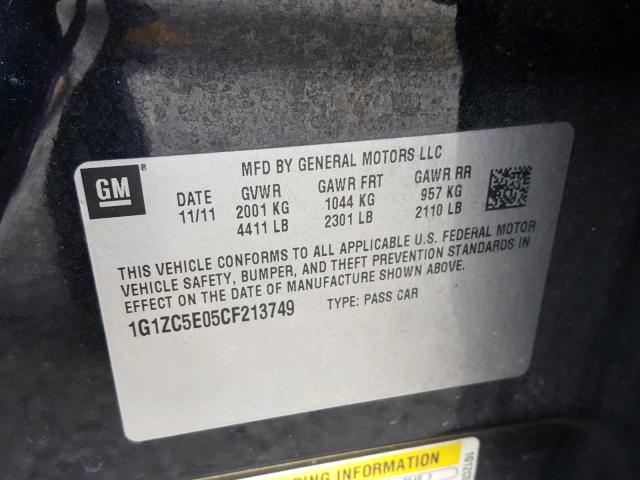 GM®
MFD BY GENERAL MOTORS LLC
DATE GVWR GAWR FRT GAWR RR
11/11 2001 KG 1044 KG 957 KG
4411 LB 2301 LB 2110 LB
THIS VEHICLE CONFORMS TO ALL APPLICABLE U.S. FEDERAL MOTOR
VEHICLE SAFETY, BUMPER, AND THEFT PREVENTION STANDARDS IN
EFFECT ON THE DATE OF MANUFACTURE SHOWN ABOVE.
1G1ZC5E05CF213749 TYPE: PASS CAR
ING INFORMATION